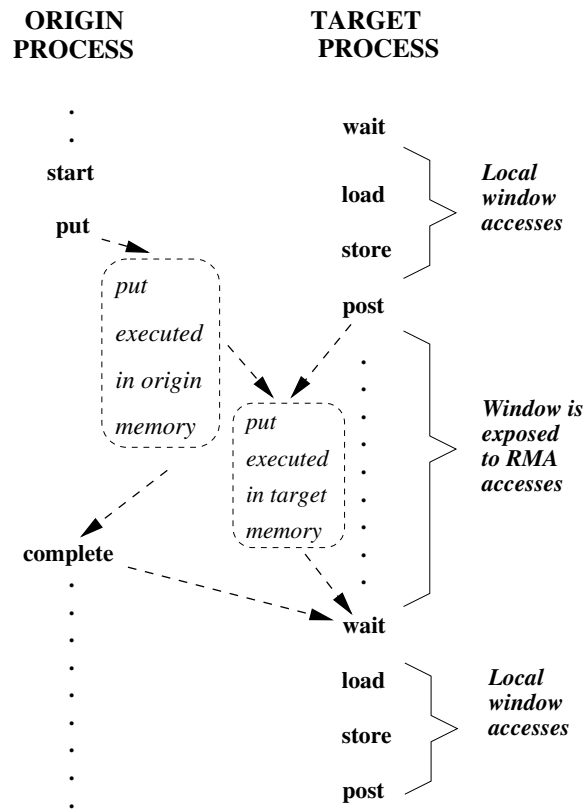 ORIGIN
PROCESS
TARGET
PROCESS
wait
start
load
put
store
Local
window
accesses
put
executed
in origin
memory
post
put
executed
in target
memory
Window is
exposed
to RMA
accesses
complete
wait
load
store
post
Local
window
accesses